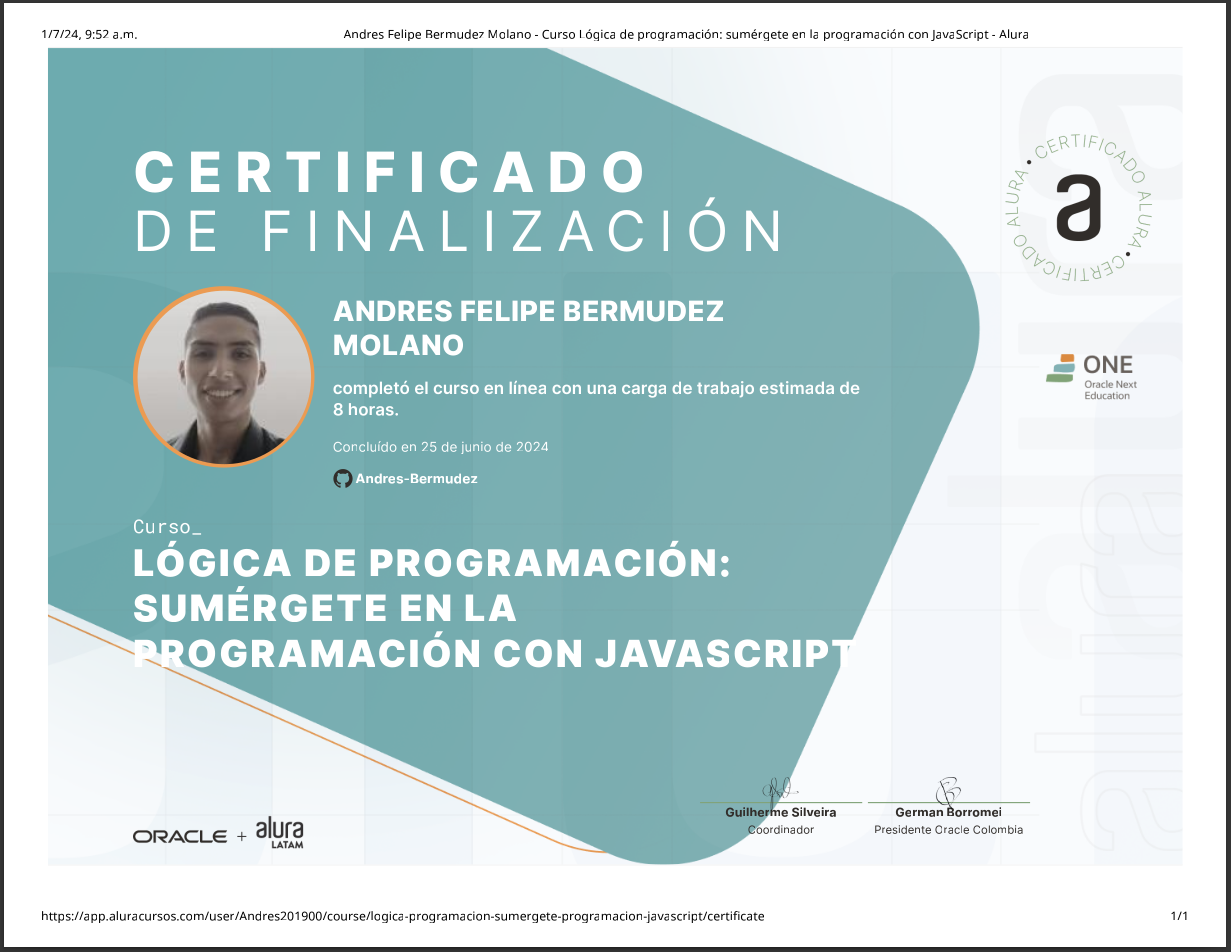 1/7/24, 9:52 a.m.
Andres Felipe Bermudez Molano - Curso Lógica de programación: sumérgete en la programación con JavaScript - Alura
CERTIFICADO
DE FINALIZACIÓN
CERTIFICADO ALURA • CERTIFICADO ALURA •
a
ANDRES FELIPE BERMUDEZ
MOLANO
completó el curso en línea con una carga de trabajo estimada de
8 horas.
Concluído en 25 de junio de 2024
Andres-Bermudez
ONE
Oracle Next
Education
Curso_
LÓGICA DE PROGRAMACIÓN:
SUMÉRGETE EN LA
PROGRAMACIÓN CON JAVASCRIPT
alura
alura
Guilherme Silveira
Coordinador
German Borromei
Presidente Oracle Colombia
ORACLE + alura
LATAM
https://app.aluracursos.com/user/Andres201900/course/logica-programacion-sumergete-programacion-javascript/certificate
1/1